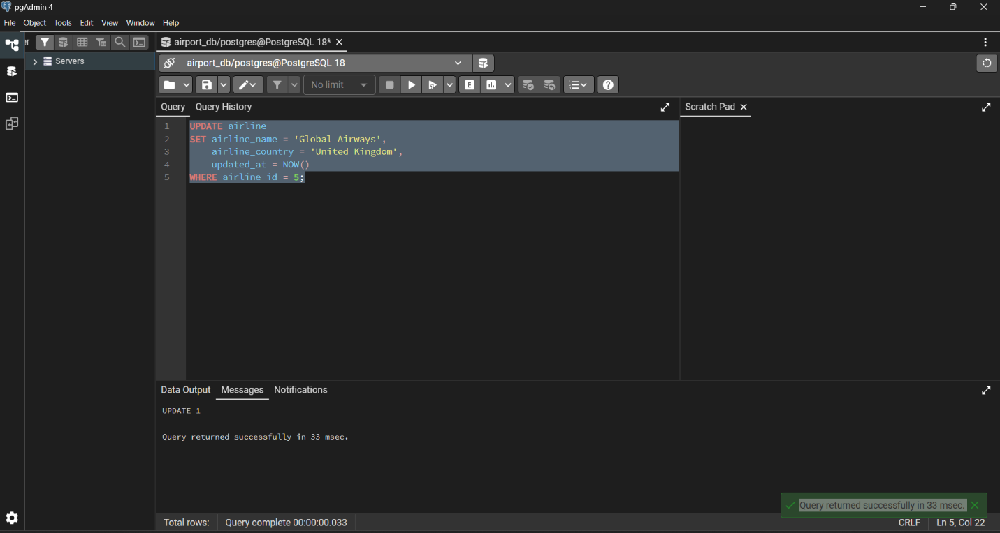 pgAdmin 4
File Object Tools Edit View Window Help
er
Servers
airport_db/postgres@PostgreSQL 18*
airport_db/postgres@PostgreSQL 18
No limit
E
Query Query History
Scratch Pad
1 UPDATE airline
2 SET airline_name = 'Global Airways',
3 airline_country = 'United Kingdom',
4 updated_at = NOW()
5 WHERE airline_id = 5;
Data Output Messages Notifications
UPDATE 1
Query returned successfully in 33 msec.
Query returned successfully in 33 msec.
Total rows: Query complete 00:00:00.033 CRLF Ln 5, Col 22